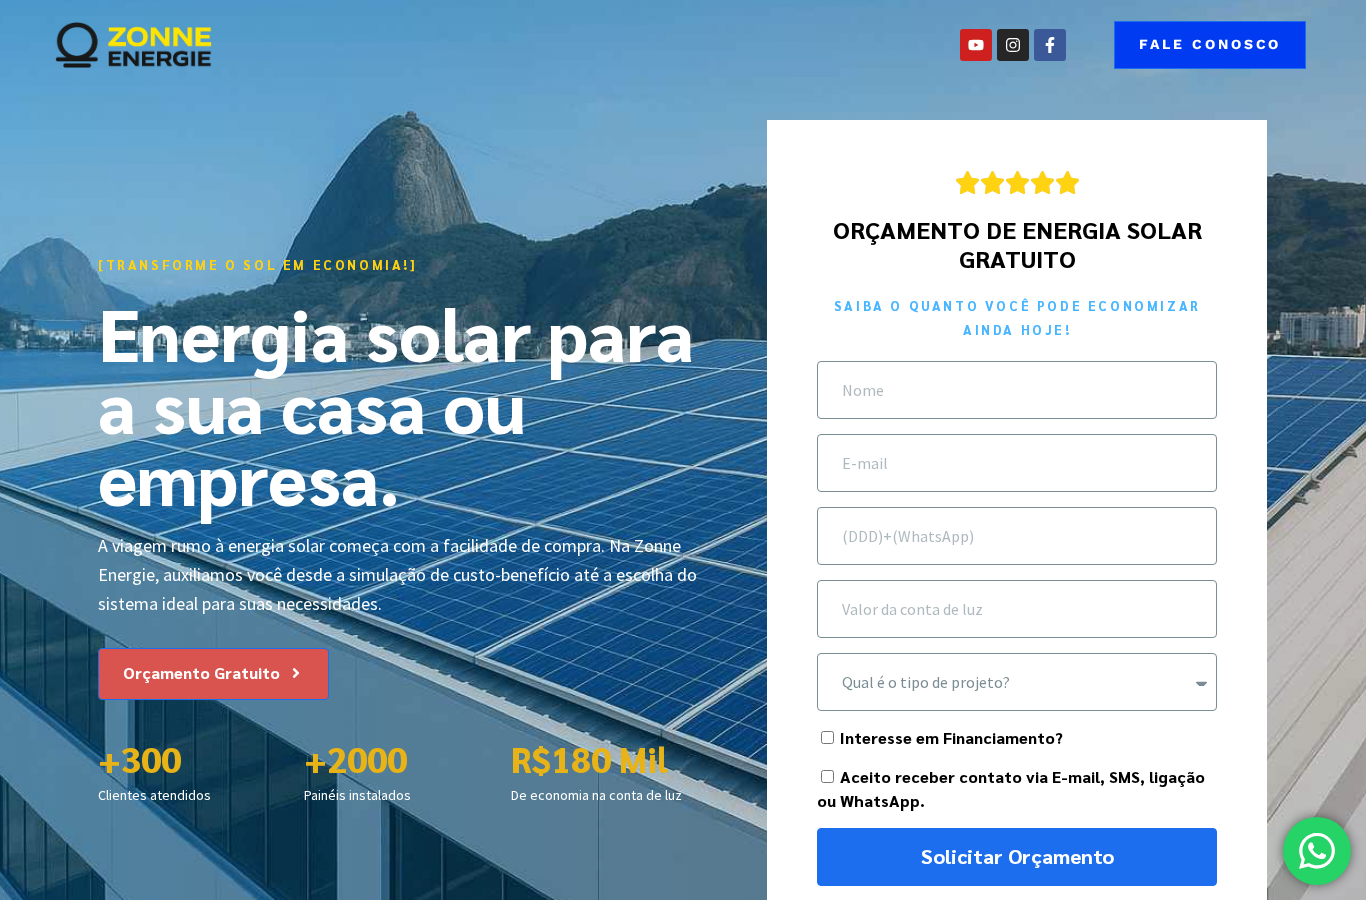 ZONNE
ENERGIE
FALE CONOSCO
[TRANSFORME O SOL EM ECONOMIA!]
Energia solar para
a sua casa ou
empresa.
A viagem rumo à energia solar começa com a facilidade de compra. Na Zonne
Energie, auxiliamos você desde a simulação de custo-benefício até a escolha do
sistema ideal para suas necessidades.
Orçamento Gratuito
+300
Clientes atendidos
+2000
Painéis instalados
R$180 Mil
De economia na conta de luz
ORÇAMENTO DE ENERGIA SOLAR
GRATUITO
SAIBA O QUANTO VOCÊ PODE ECONOMIZAR
AINDA HOJE!
Nome
E-mail
(DDD)+(WhatsApp)
Valor da conta de luz
Qual é o tipo de projeto?
Interesse em Financiamento?
Aceito receber contato via E-mail, SMS, ligação
ou WhatsApp.
Solicitar Orçamento